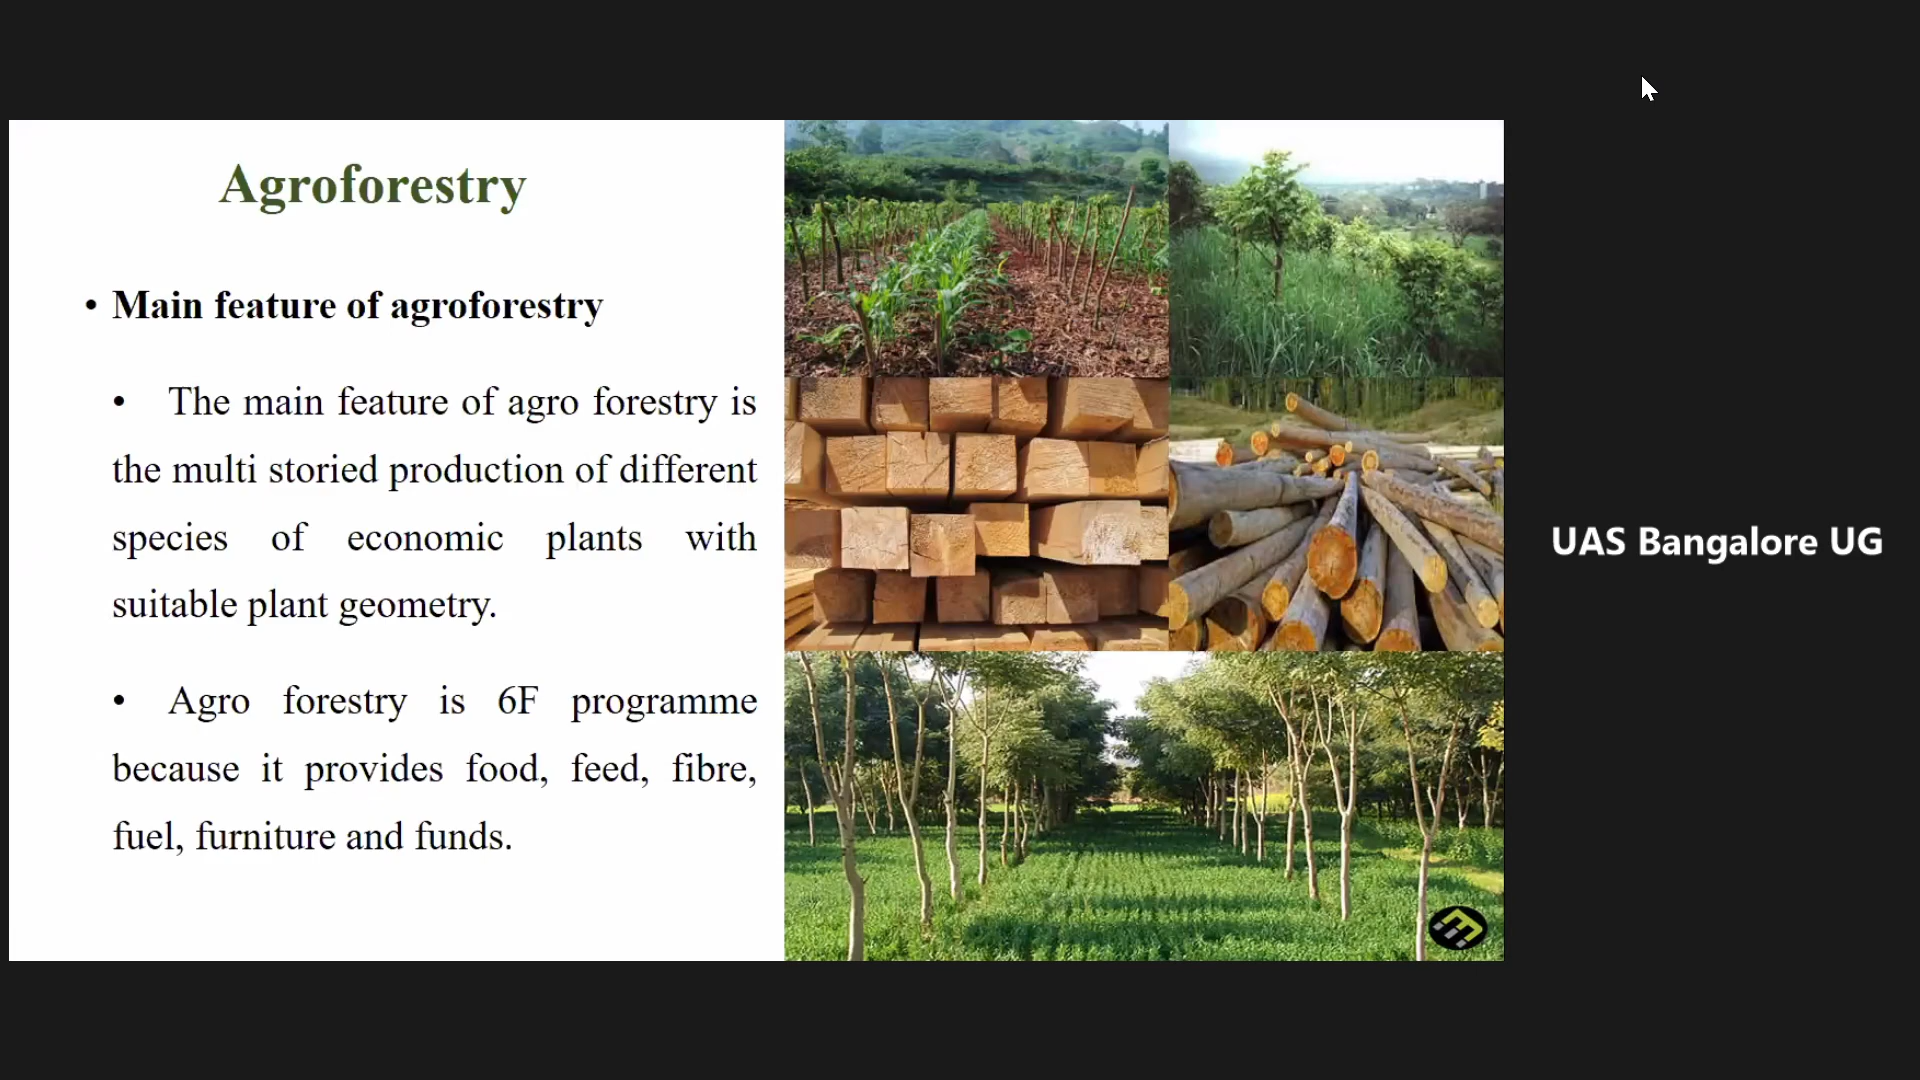 Agroforestry
• Main feature of agroforestry
• The main feature of agro forestry is
the multi storied production of different
species of economic plants with
suitable plant geometry.
• Agro forestry is 6F programme
because it provides food, feed, fibre,
fuel, furniture and funds.
UAS Bangalore UG